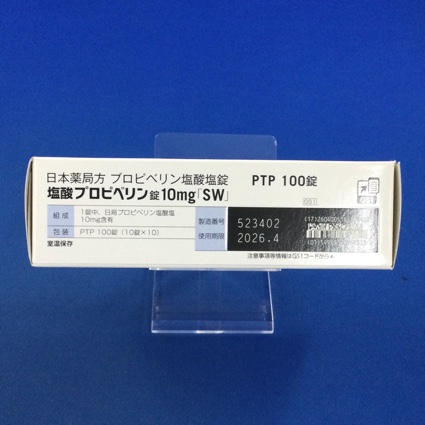 日本薬局方 プロピベリン塩酸塩錠
塩酸プロピベリン錠10mg「SW」
PTP 100錠
GS1
組成
1錠中、日局プロピベリン塩酸塩
10mg含有
包装
PTP 100錠(10錠×10)
室温保存
製造番号
523402
使用期限
2026.4
注意事項等情報はGS1コードから